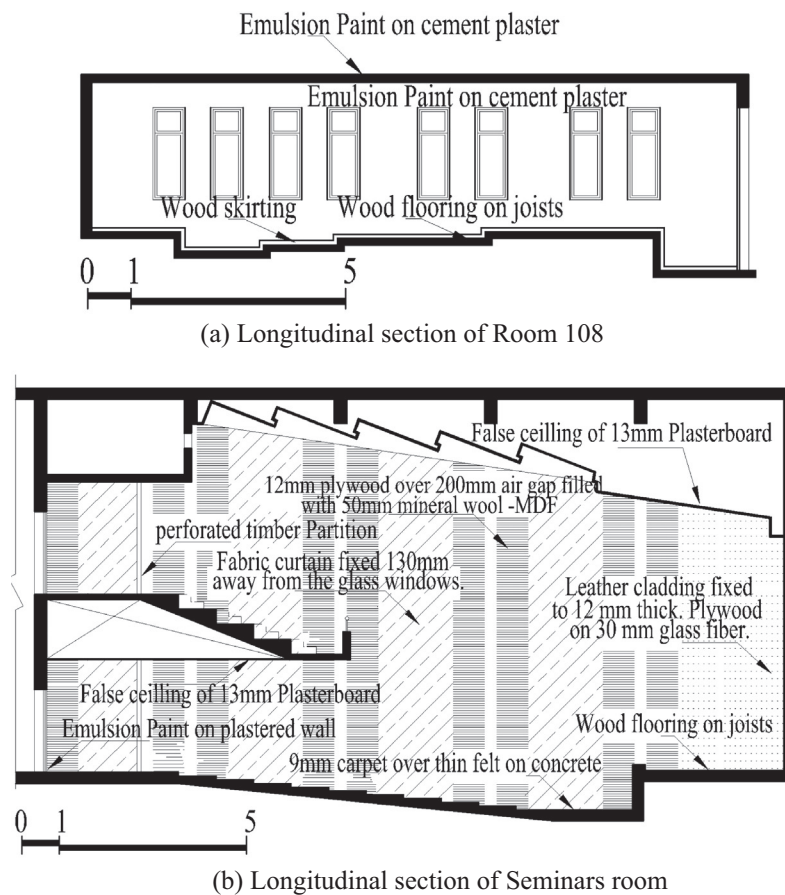 Emulsion Paint on cement plaster
Emulsion Paint on cement plaster
Wood skirting
Wood flooring on joists
0 1 5
(a) Longitudinal section of Room 108
False ceilling of 13mm Plasterboard
12mm plywood over 200mm air gap filled
with 50mm mineral wool -MDF
perforated timber Partition
Fabric curtain fixed 130mm
away from the glass windows.
Leather cladding fixed
to 12 mm thick. Plywood
on 30 mm glass fiber.
False ceilling of 13mm Plasterboard
Emulsion Paint on plastered wall
Wood flooring on joists
9mm carpet over thin felt on concrete
0 1 5
(b) Longitudinal section of Seminars room